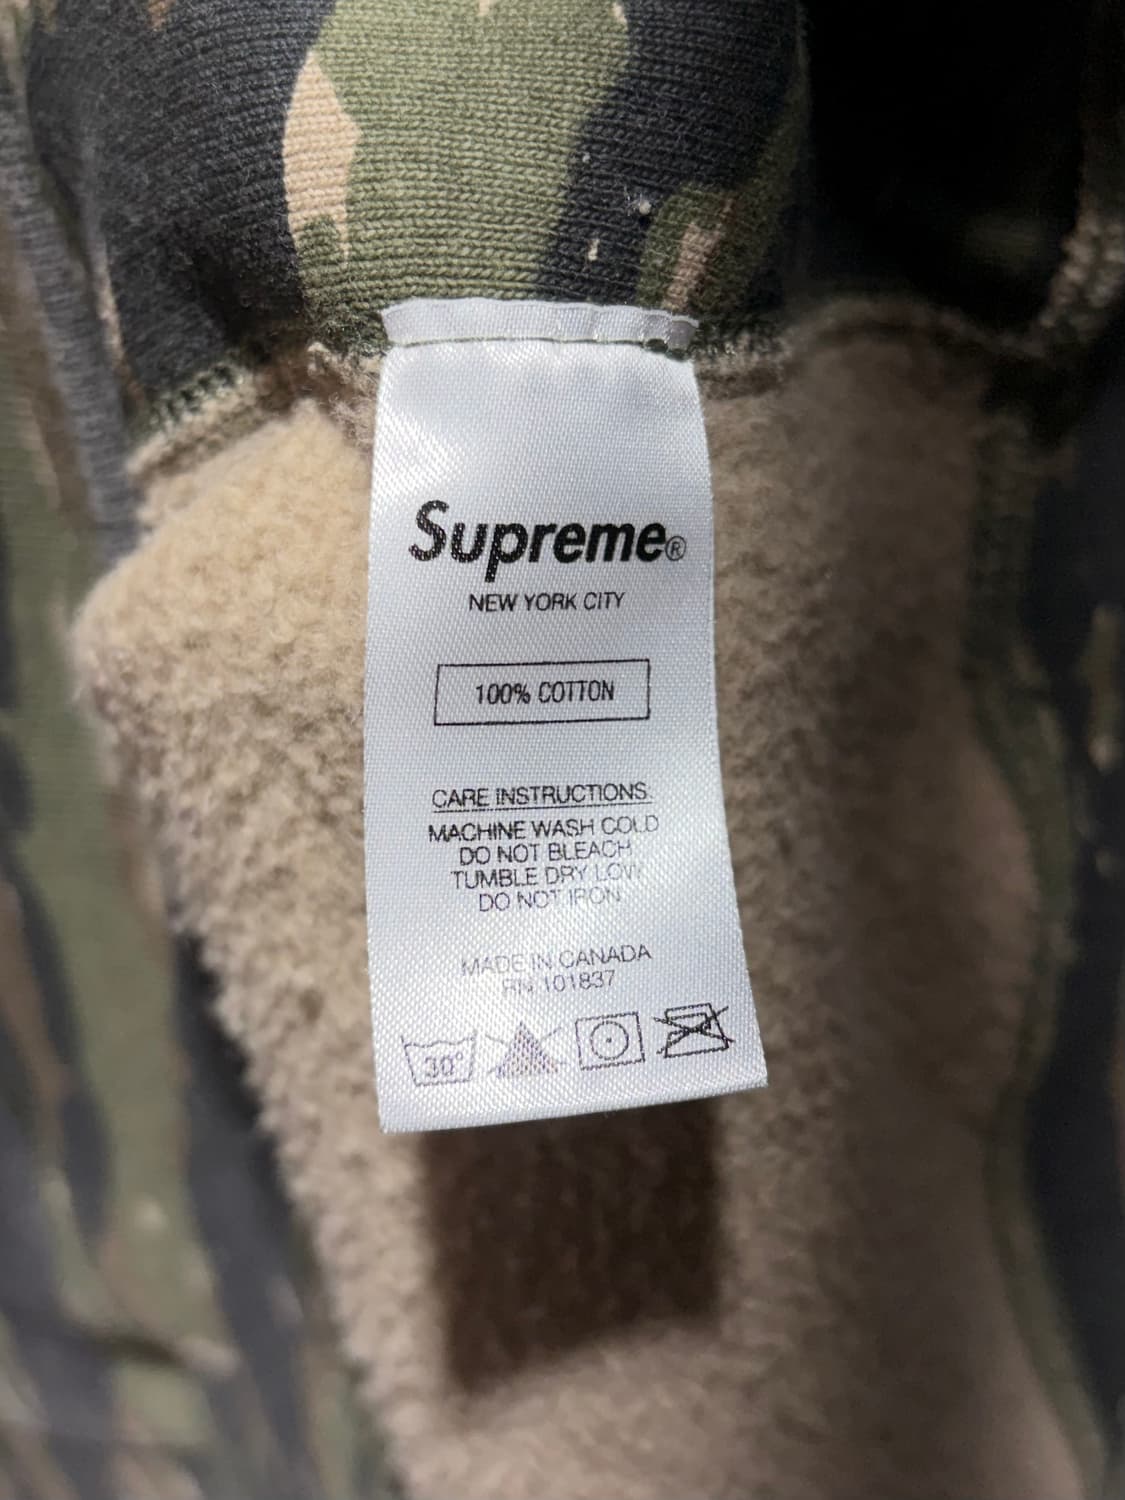 Supreme®
NEW YORK CITY
100% COTTON
CARE INSTRUCTIONS:
MACHINE WASH COLD
DO NOT BLEACH
TUMBLE DRY LOW
DO NOT IRON
MADE IN CANADA
RN 101837
30°